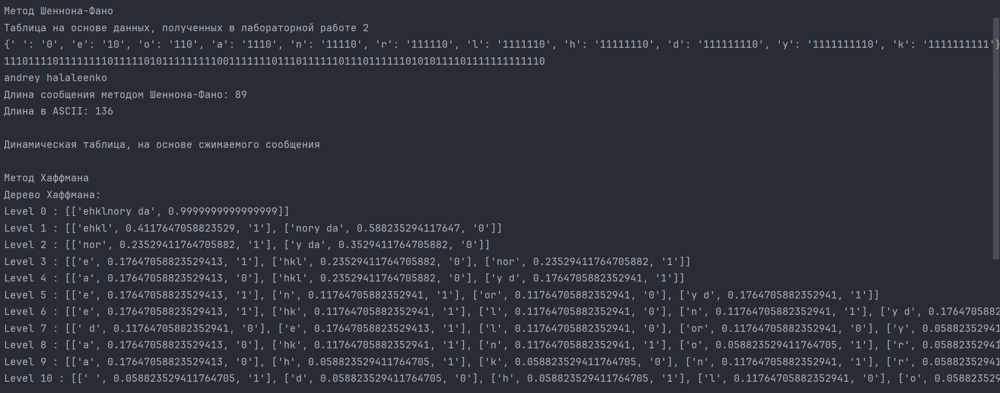 Метод Шеннона-Фано
Таблица на основе данных, полученных в лабораторной работе 2
{' ': '0', 'e': '10', 'o': '110', 'a': '1110', 'n': '11110', 'r': '111110', 'l': '1111110', 'h': '11111110', 'd': '111111110', 'y': '1111111110', 'k': '1111111111'}
11101111011111111011111010111111111001111111011101111110111011111101010111101111111111110
andrey halaleenko
Длина сообщения методом Шеннона-Фано: 89
Длина в ASCII: 136
Динамическая таблица, на основе сжимаемого сообщения
Метод Хаффмана
Дерево Хаффмана:
Level 0 : [['ehklnory da', 0.9999999999999999]]
Level 1 : [['ehkl', 0.4117647058823529, '1'], ['nory da', 0.588235294117647, '0']]
Level 2 : [['nor', 0.23529411764705882, '1'], ['y da', 0.3529411764705882, '0']]
Level 3 : [['e', 0.17647058823529413, '1'], ['hkl', 0.23529411764705882, '0'], ['nor', 0.23529411764705882, '1']]
Level 4 : [['a', 0.17647058823529413, '0'], ['hkl', 0.23529411764705882, '0'], ['y d', 0.1764705882352941, '1']]
Level 5 : [['e', 0.17647058823529413, '1'], ['n', 0.11764705882352941, '1'], ['or', 0.11764705882352941, '0'], ['y d', 0.1764705882352941, '1']]
Level 6 : [['e', 0.17647058823529413, '1'], ['hk', 0.11764705882352941, '1'], ['l', 0.11764705882352941, '0'], ['n', 0.11764705882352941, '1'], ['y d', 0.1764705882
Level 7 : [[' d', 0.11764705882352941, '0'], ['e', 0.17647058823529413, '1'], ['l', 0.11764705882352941, '0'], ['or', 0.11764705882352941, '0'], ['y', 0.05882352941
Level 8 : [['a', 0.17647058823529413, '0'], ['hk', 0.11764705882352941, '1'], ['n', 0.11764705882352941, '1'], ['o', 0.058823529411764705, '1'], ['r', 0.05882352941
Level 9 : [['a', 0.17647058823529413, '0'], ['h', 0.058823529411764705, '1'], ['k', 0.058823529411764705, '0'], ['n', 0.11764705882352941, '1'], ['r', 0.05882352941
Level 10 : [[' ', 0.058823529411764705, '1'], ['d', 0.058823529411764705, '0'], ['h', 0.058823529411764705, '1'], ['l', 0.11764705882352941, '0'], ['o', 0.058823529